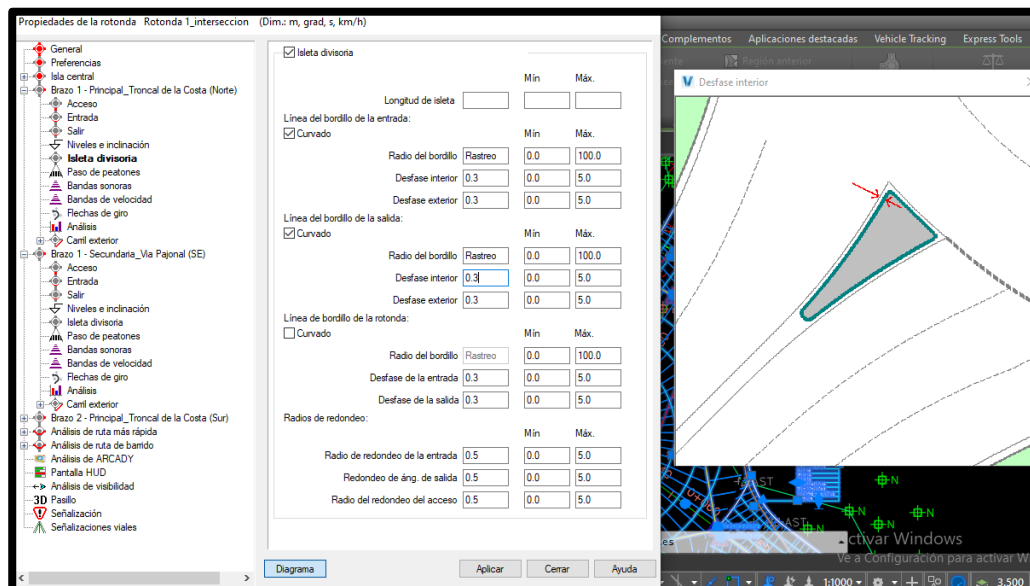 Propiedades de la rotonda Rotonda 1_interseccion (Dim.: m, grad, s, km/h)
General
Preferencias
Isla central
Brazo 1 - Principal_Troncal de la Costa (Norte)
Acceso
Entrada
Salir
Niveles e inclinación
Isleta divisoria
Paso de peatones
Bandas sonoras
Bandas de velocidad
Flechas de giro
Análisis
Carril exterior
Brazo 1 - Secundaria_Via Pajonal (SE)
Acceso
Entrada
Salir
Niveles e inclinación
Isleta divisoria
Paso de peatones
Bandas sonoras
Bandas de velocidad
Flechas de giro
Análisis
Carril exterior
Brazo 2 - Principal_Troncal de la Costa (Sur)
Análisis de ruta más rápida
Análisis de ruta de barrido
Análisis de ARCADY
Pantalla HUD
Análisis de visibilidad
3D Pasillo
Señalización
Señalizaciones viales
Isleta divisoria
Mín Máx.
Longitud de isleta
Línea del bordillo de la entrada:
Curvado Mín Máx.
Radio del bordillo Rastreo 0.0 100.0
Desfase interior 0.3 0.0 5.0
Desfase exterior 0.3 0.0 5.0
Línea del bordillo de la salida:
Curvado Mín Máx.
Radio del bordillo Rastreo 0.0 100.0
Desfase interior 0.3 0.0 5.0
Desfase exterior 0.3 0.0 5.0
Línea de bordillo de la rotonda:
Curvado Mín Máx.
Radio del bordillo Rastreo 0.0 100.0
Desfase de la entrada 0.3 0.0 5.0
Desfase de la salida 0.3 0.0 5.0
Radios de redondeo:
Mín Máx.
Radio de redondeo de la entrada 0.5 0.0 5.0
Redondeo de áng. de salida 0.5 0.0 5.0
Radio del redondeo del acceso 0.5 0.0 5.0
Diagrama Aplicar Cerrar Ayuda
Complementos Aplicaciones destacadas Vehicle Tracking Express Tools
Región anterior
Desfase interior
N
AST
N N
AST N N
ctivar Windows
Ve a Configuración para activar W
1:1000 3.500